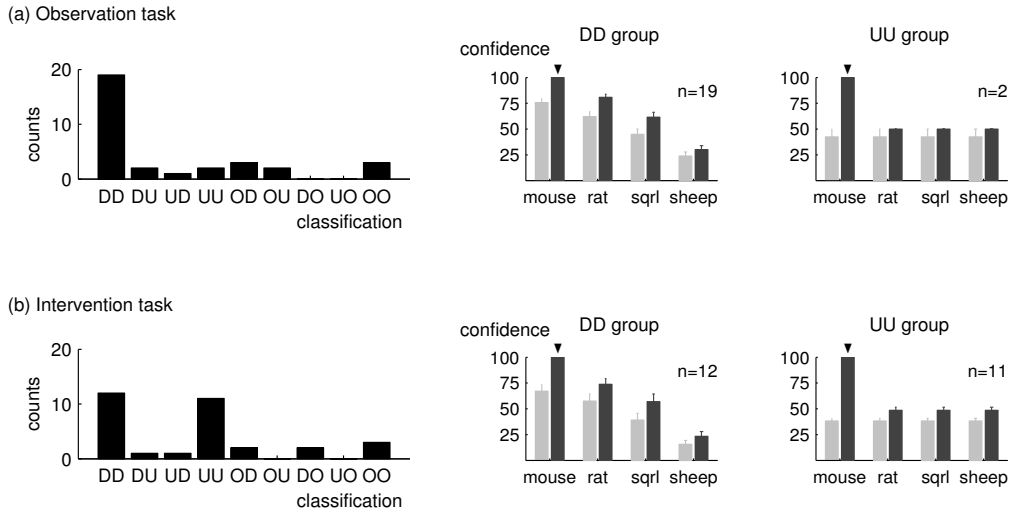 (a) Observation task
counts
20
10
0
DD DU UD UU OD OU DO UO OO
classification
DD group
confidence
n=19
100
75
50
25
mouse rat sqrl sheep
UU group
n=2
100
75
50
25
mouse rat sqrl sheep
(b) Intervention task
counts
20
10
0
DD DU UD UU OD OU DO UO OO
classification
DD group
confidence
n=12
100
75
50
25
mouse rat sqrl sheep
UU group
n=11
100
75
50
25
mouse rat sqrl sheep